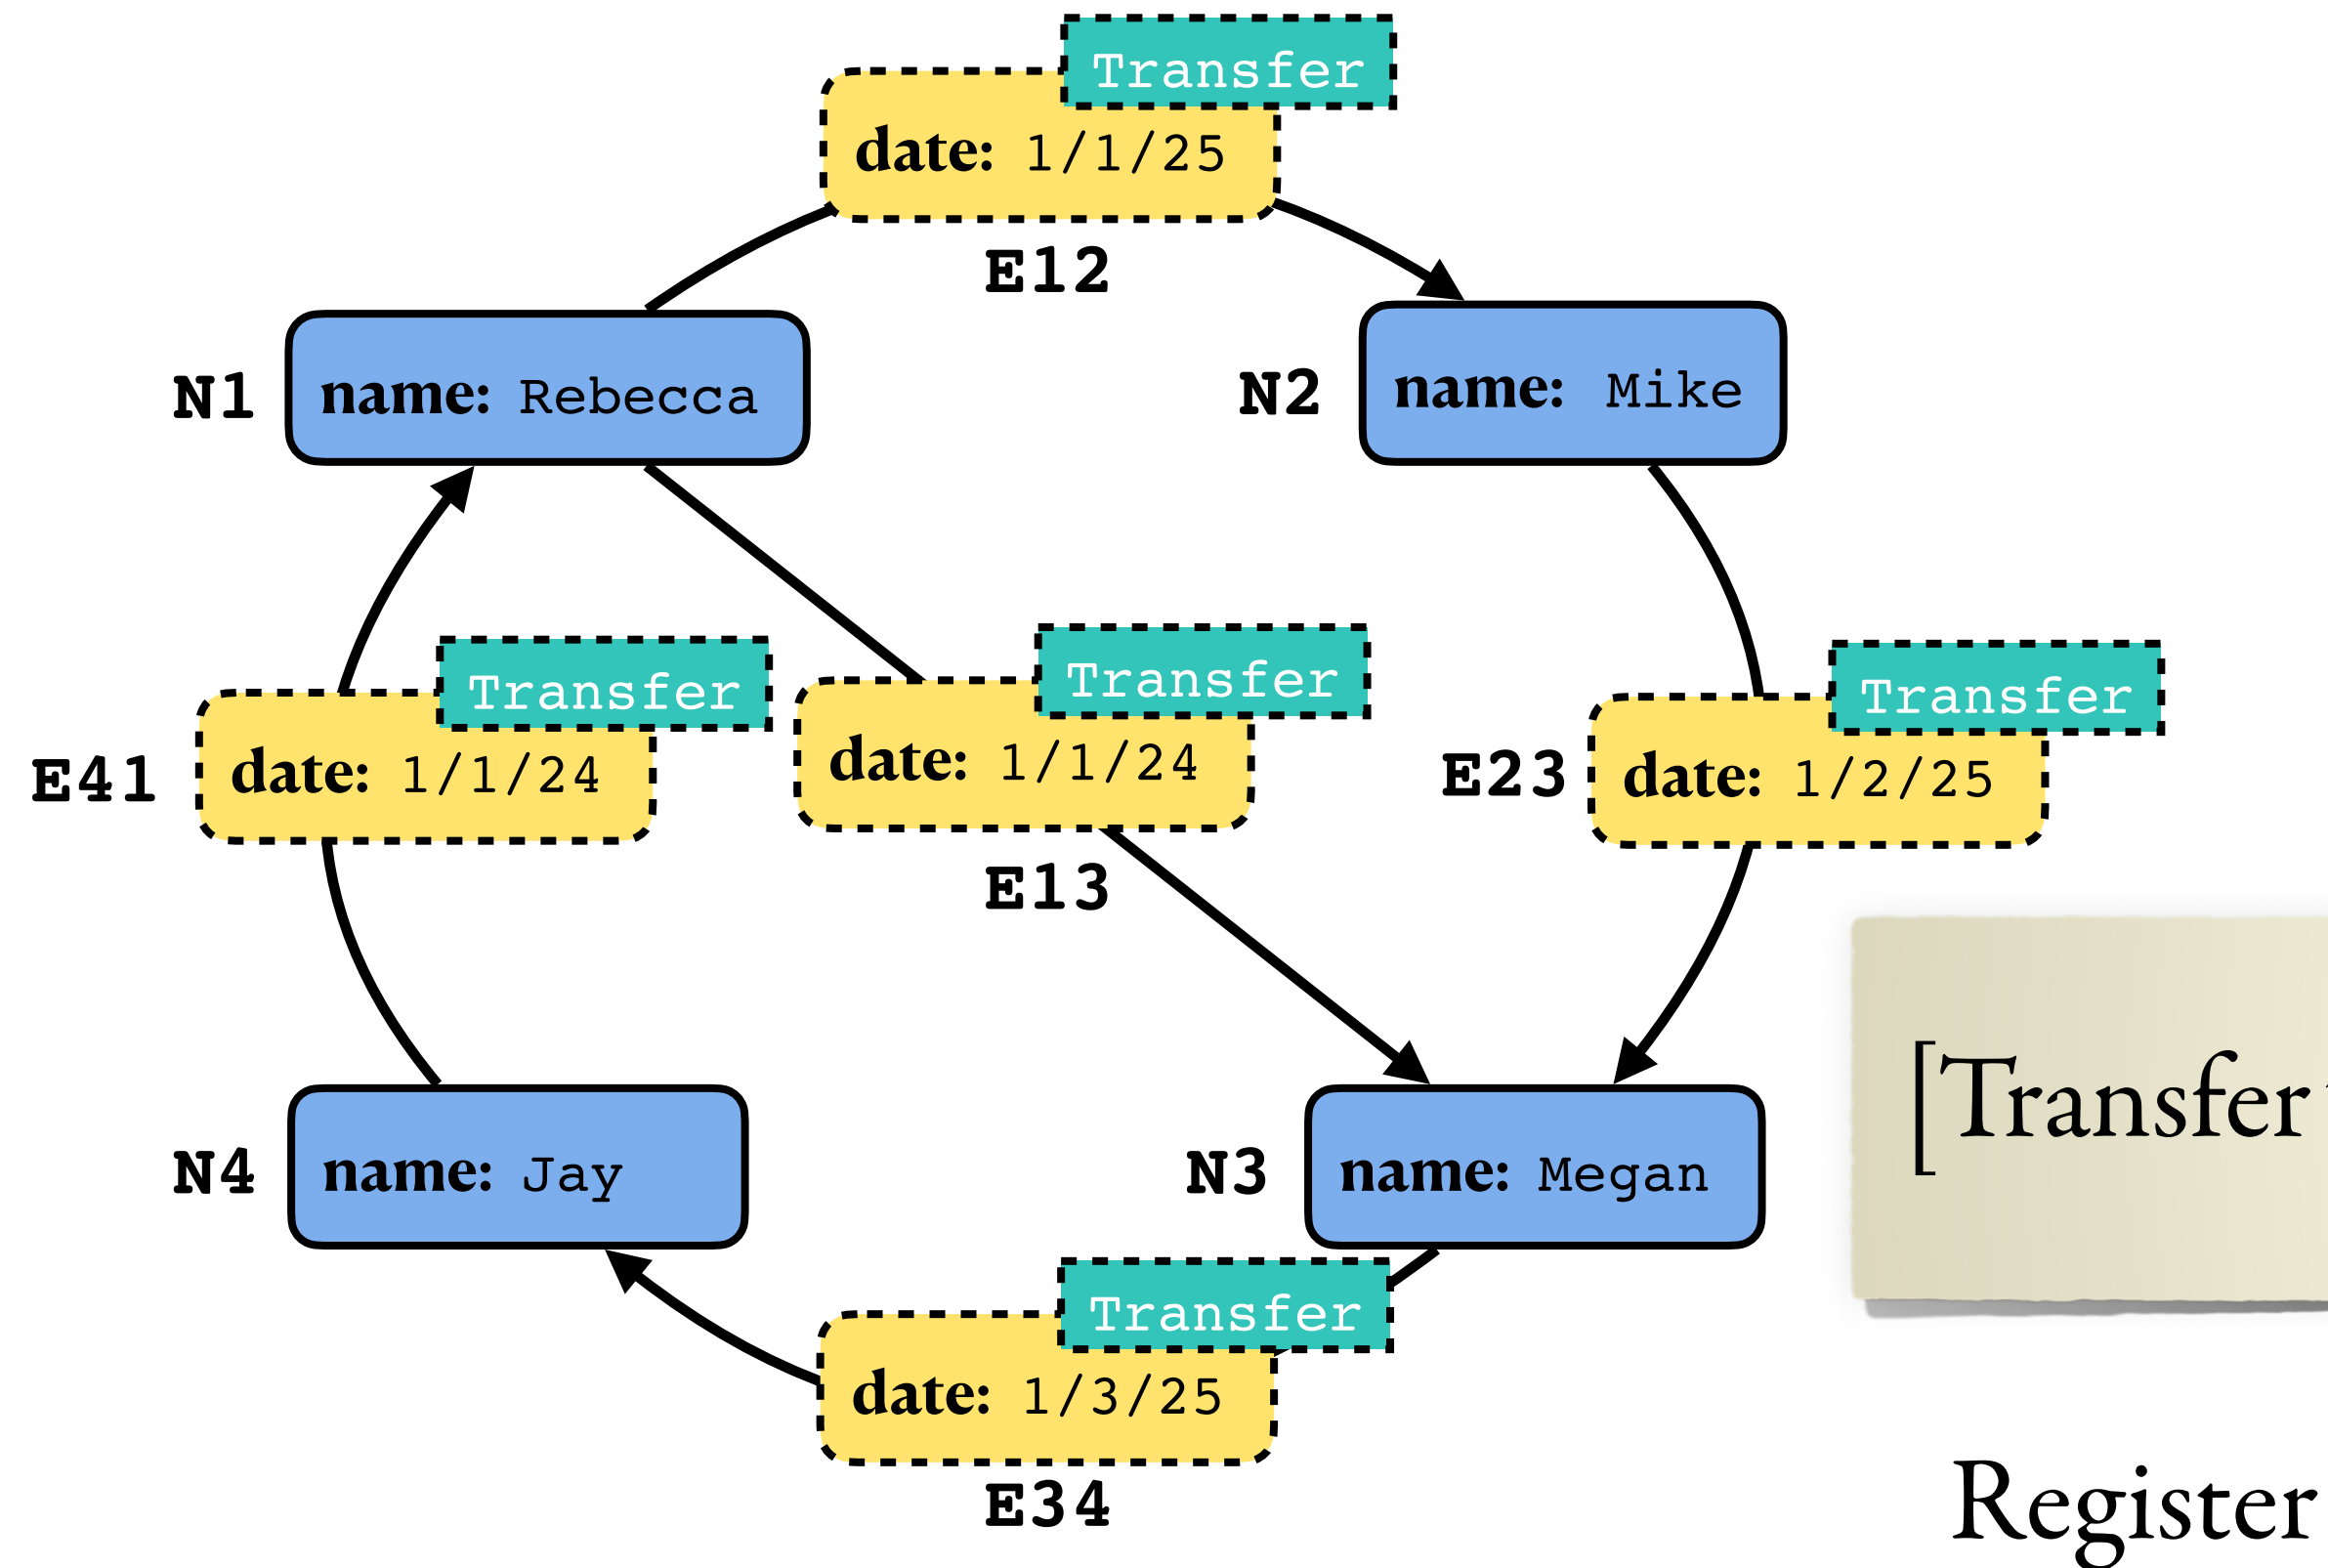 Transfer
date: 1/1/25
E12
N1
name: Rebecca
N2
name: Mike
Transfer
date: 1/1/24
E41
Transfer
date: 1/1/24
E13
Transfer
E23
date: 1/2/25
[Transfer
N4
name: Jay
N3
name: Megan
Transfer
date: 1/3/25
E34
Register